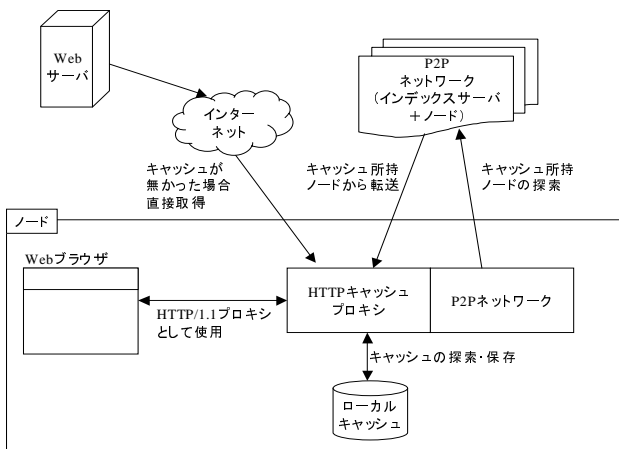 Web
サーバ
インター
ネット
P2P
ネットワーク
(インデックスサーバ
+ノード)
キャッシュが
無かった場合
直接取得
キャッシュ所持
ノードから転送
キャッシュ所持
ノードの探索
ノード
Webブラウザ
HTTP/1.1プロキシ
として使用
HTTPキャッシュ
プロキシ
P2Pネットワーク
キャッシュの探索・保存
ローカル
キャッシュ